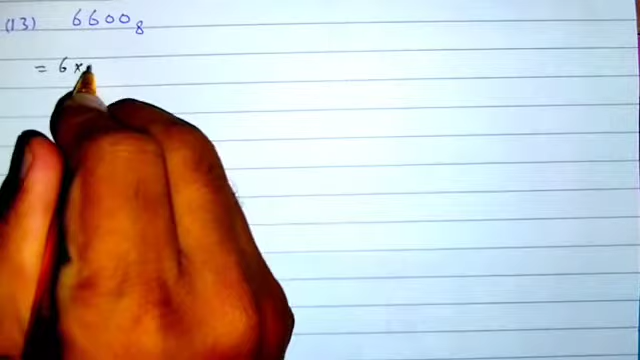 (13) 6600₈
= 6 ×